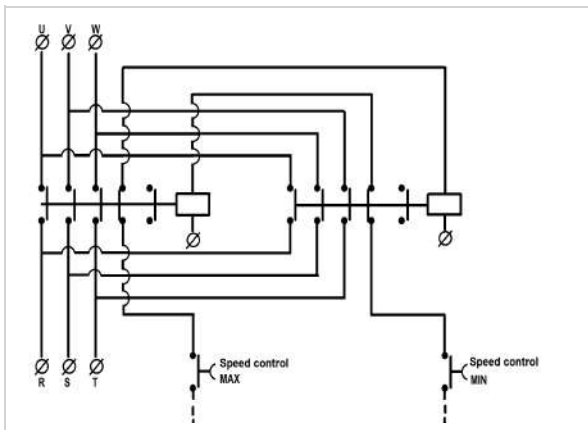 U V W
R S T
Speed control
MAX
Speed control
MIN